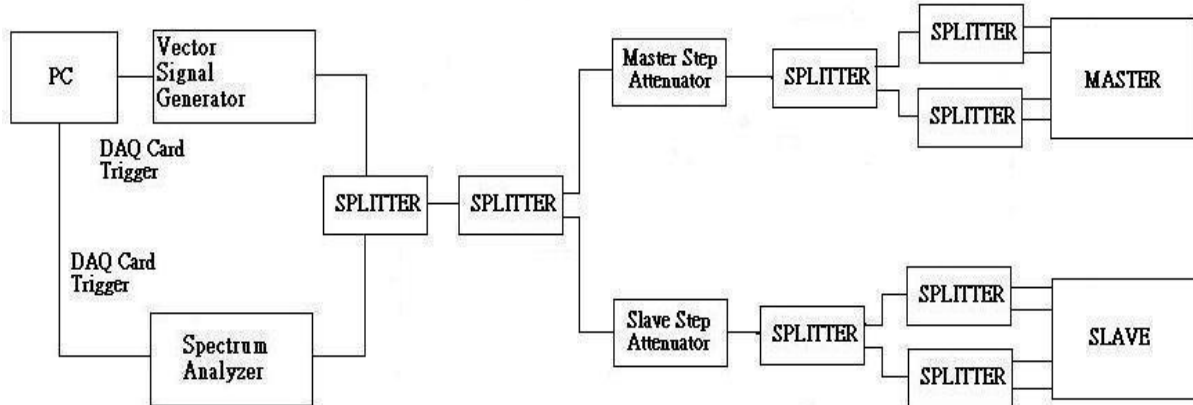 PC
Vector
Signal
Generator
DAQ Card
Trigger
DAQ Card
Trigger
Spectrum
Analyzer
SPLITTER
SPLITTER
Master Step
Attenuator
SPLITTER
SPLITTER
SPLITTER
MASTER
Slave Step
Attenuator
SPLITTER
SPLITTER
SPLITTER
SLAVE